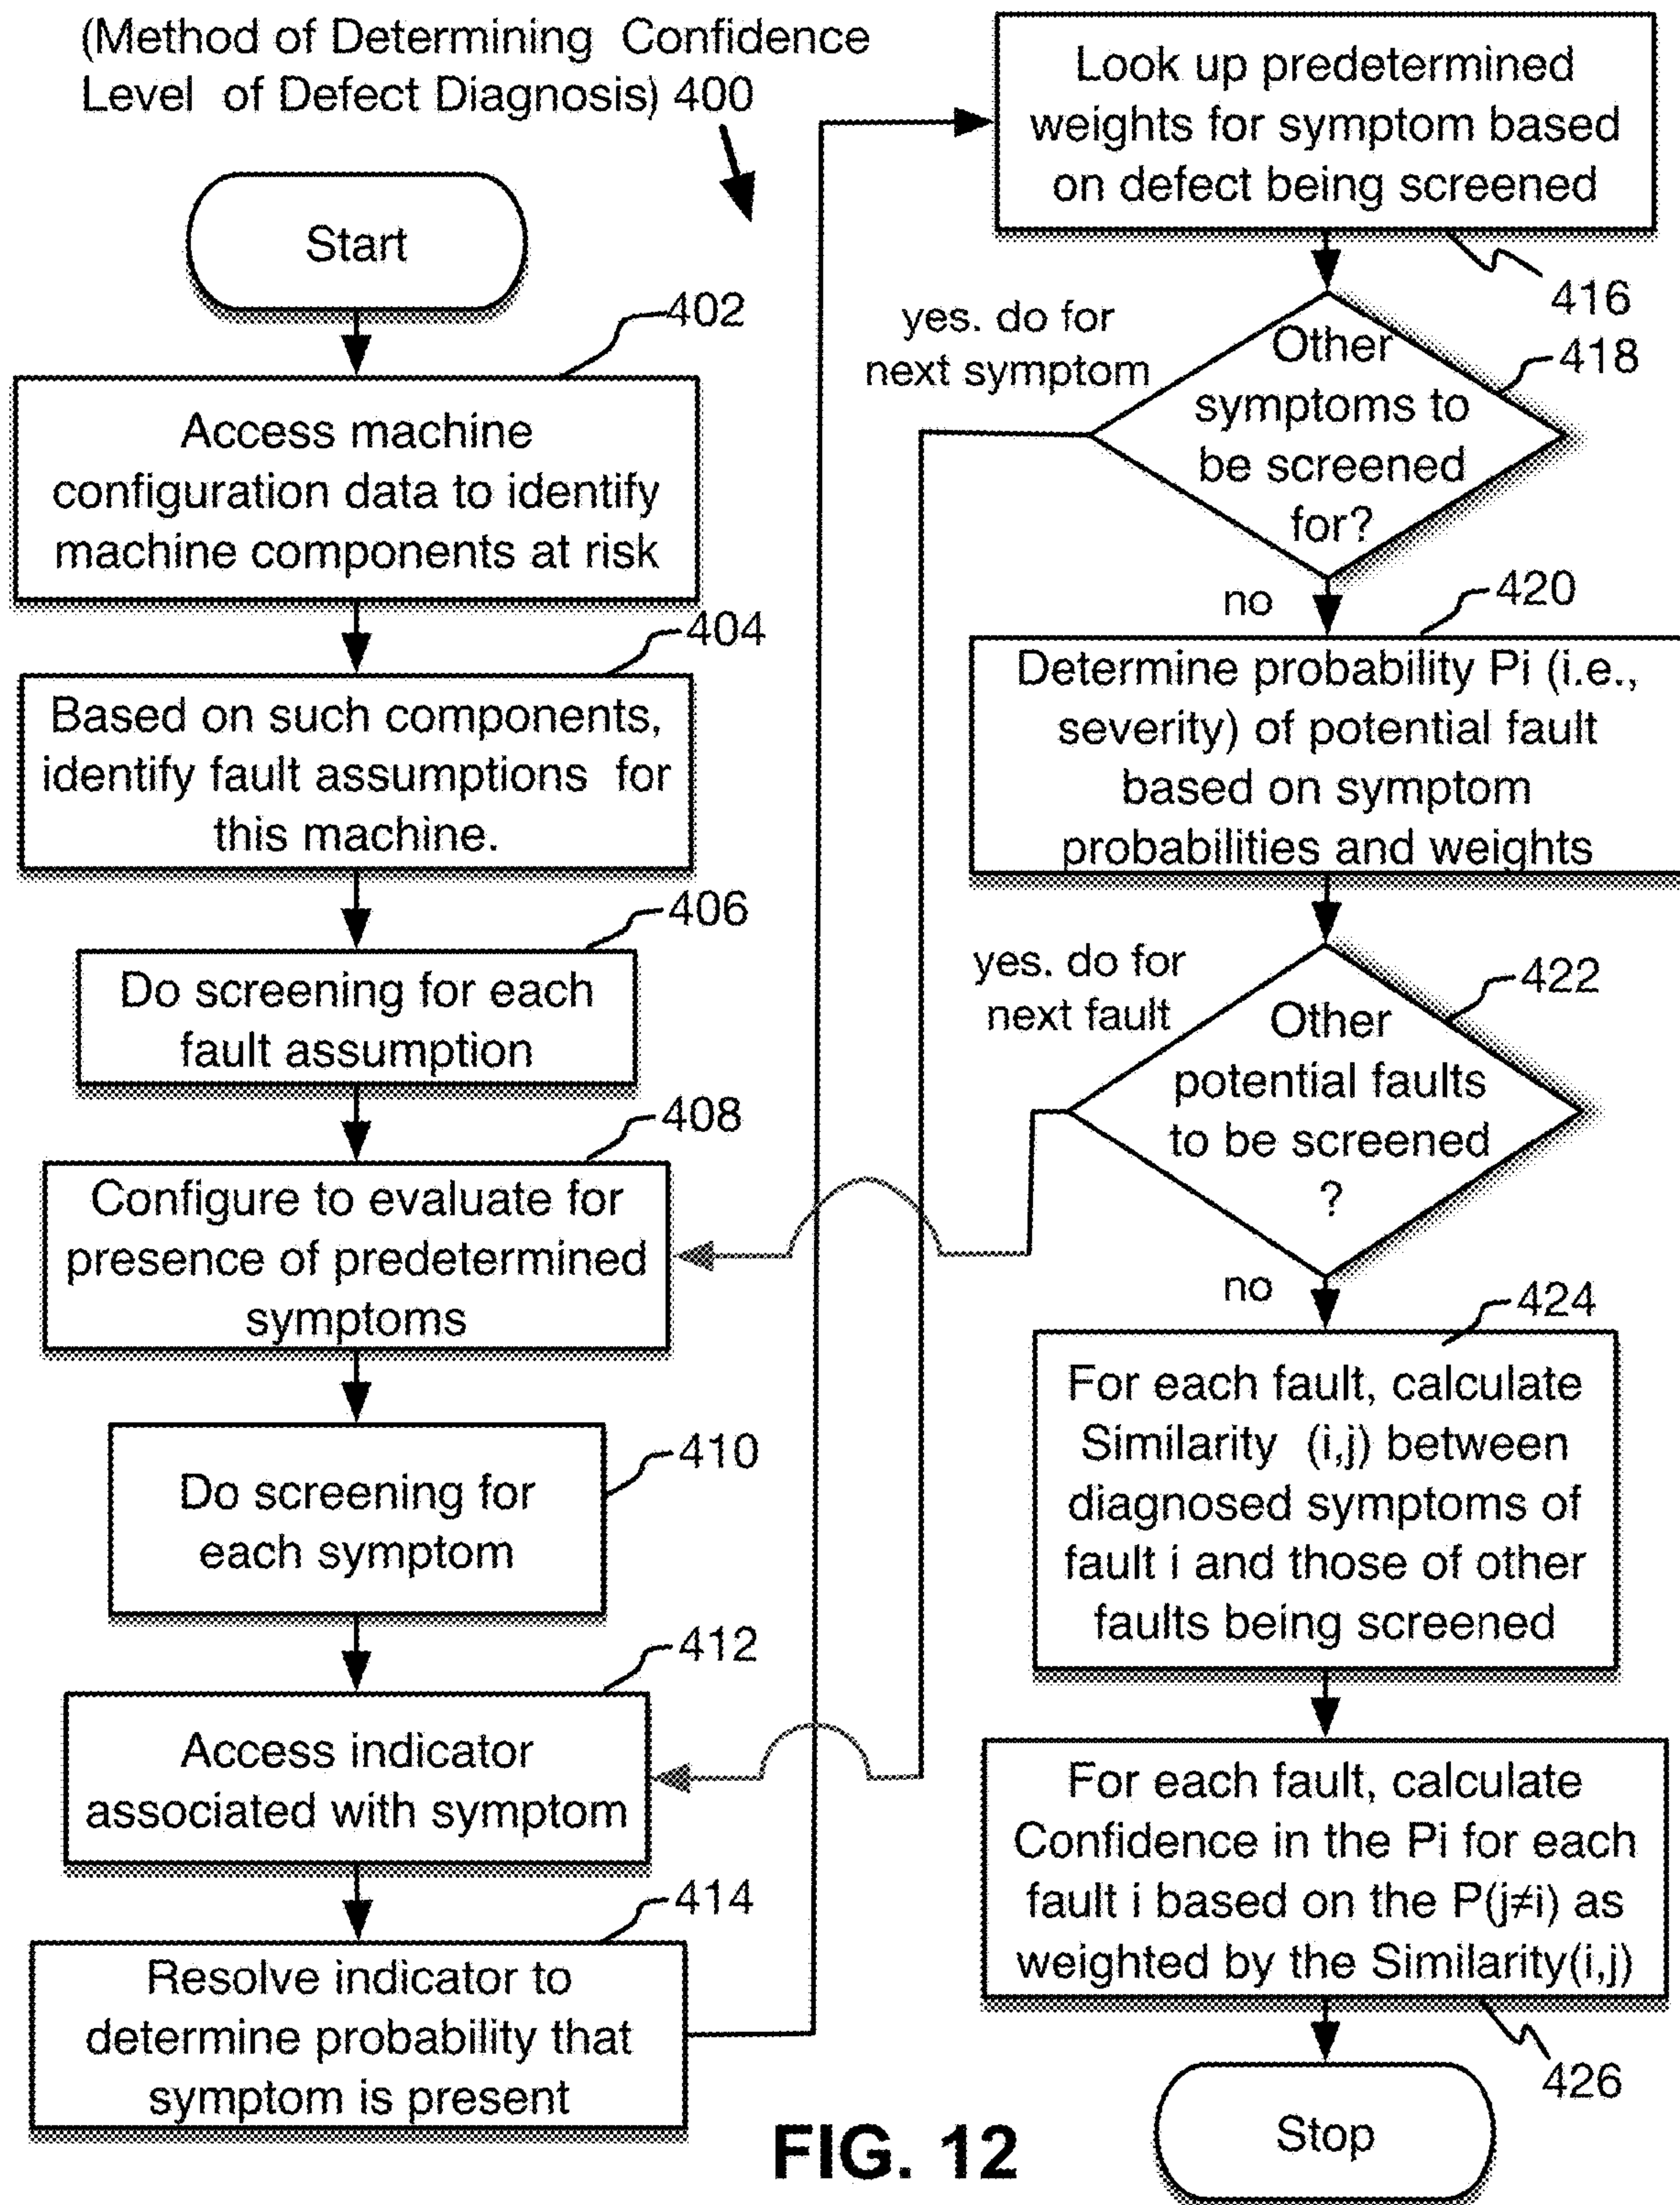 (Method of Determining Confidence
Level of Defect Diagnosis) 400
Start
402
Access machine
configuration data to identify
machine components at risk
404
Based on such components,
identify fault assumptions for
this machine.
406
Do screening for each
fault assumption
408
Configure to evaluate for
presence of predetermined
symptoms
410
Do screening for
each symptom
412
Access indicator
associated with symptom
414
Resolve indicator to
determine probability that
symptom is present
Look up predetermined
weights for symptom based
on defect being screened
416
yes. do for
next symptom
418
Other
symptoms to
be screened
for?
no
420
Determine probability Pi (i.e.,
severity) of potential fault
based on symptom
probabilities and weights
yes. do for
next fault
422
Other
potential faults
to be screened
?
no
424
For each fault, calculate
Similarity (i,j) between
diagnosed symptoms of
fault i and those of other
faults being screened
For each fault, calculate
Confidence in the Pi for each
fault i based on the P(j≠i) as
weighted by the Similarity(i,j)
426
Stop
FIG. 12